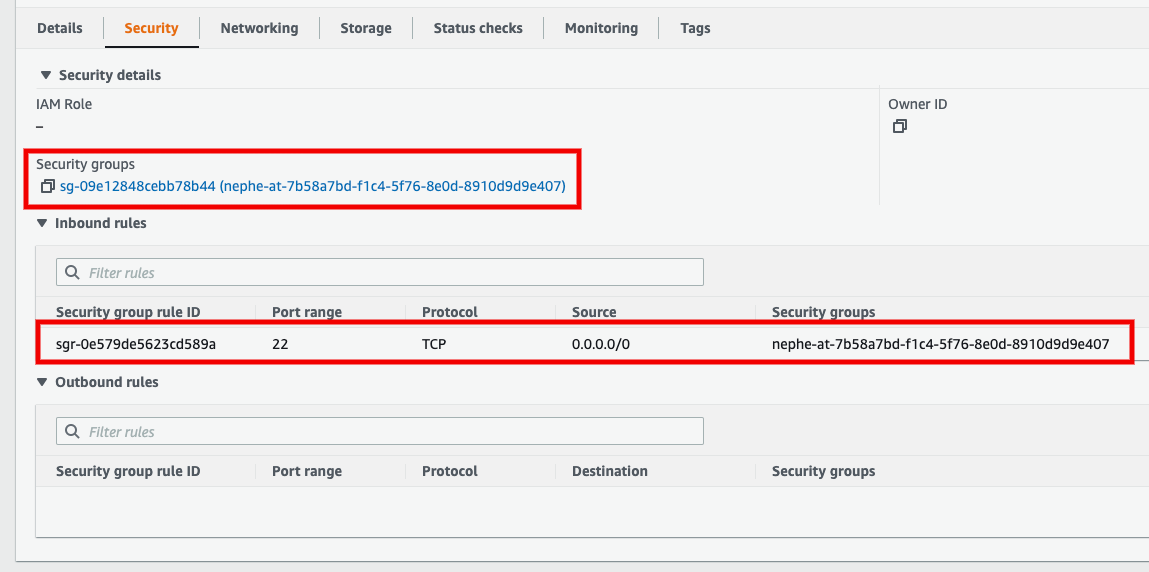 Details Security Networking Storage Status checks Monitoring Tags
Security details
IAM Role Owner ID
–
Security groups
sg-09e12848cebb78b44 (nephe-at-7b58a7bd-f1c4-5f76-8e0d-8910d9d9e407)
Inbound rules
Filter rules
Security group rule ID Port range Protocol Source Security groups
sgr-0e579de5623cd589a 22 TCP 0.0.0.0/0 nephe-at-7b58a7bd-f1c4-5f76-8e0d-8910d9d9e407
Outbound rules
Filter rules
Security group rule ID Port range Protocol Destination Security groups